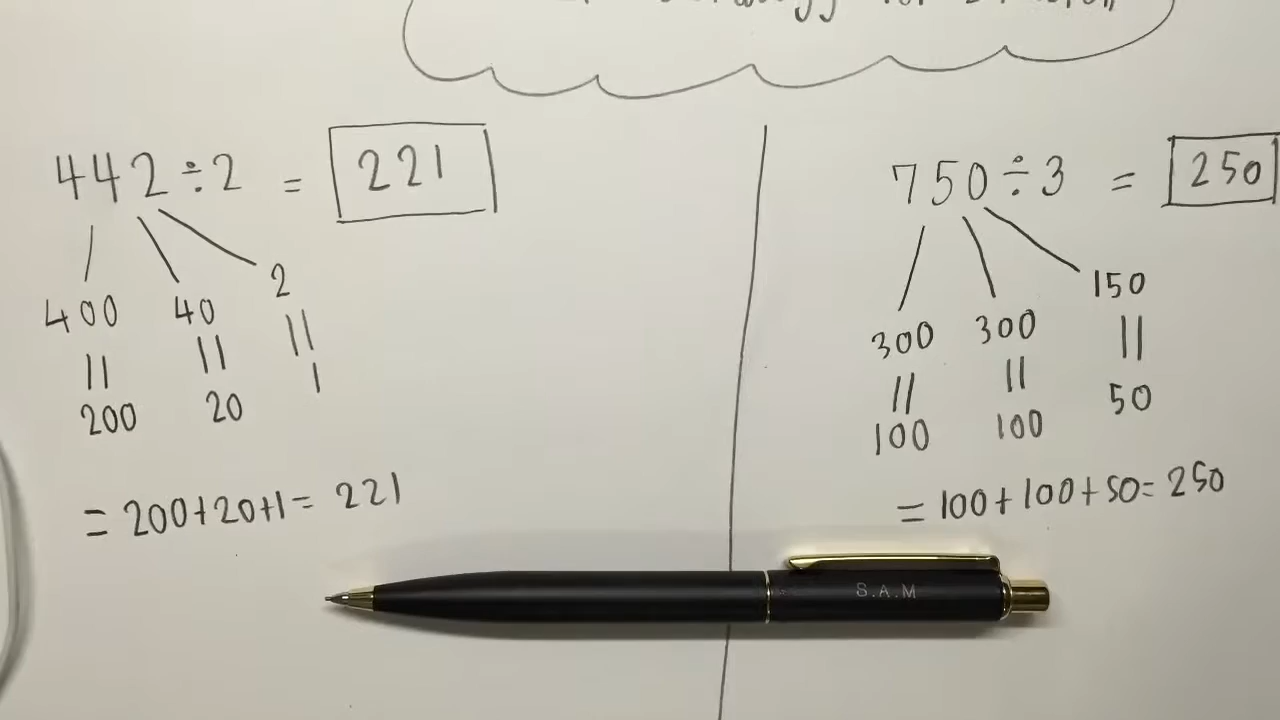 442÷2 = 221
400 40 2
|| || ||
200 20 1
=200+20+1=221
750÷3 = 250
300 300 150
|| || ||
100 100 50
=100+100+50=250
S.A.M